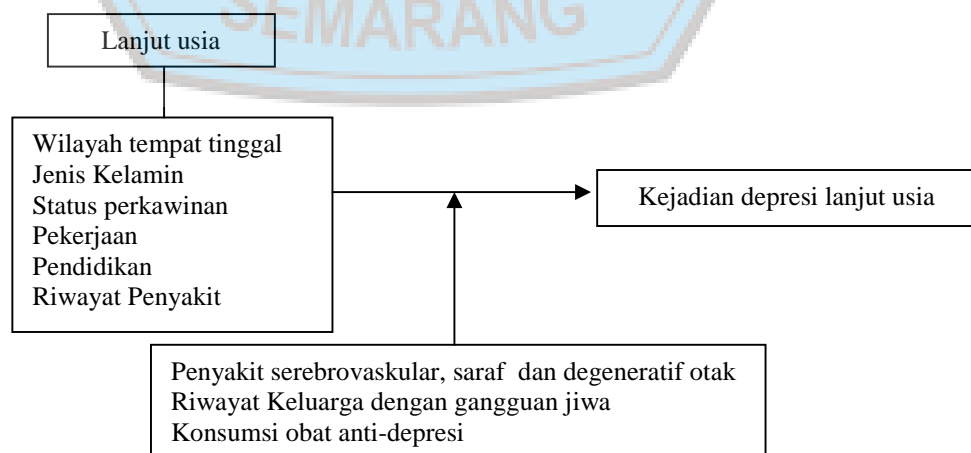 SEMARANG
Lanjut usia
Wilayah tempat tinggal
Jenis Kelamin
Status perkawinan
Pekerjaan
Pendidikan
Riwayat Penyakit
Kejadian depresi lanjut usia
Penyakit serebrovaskular, saraf dan degeneratif otak
Riwayat Keluarga dengan gangguan jiwa
Konsumsi obat anti-depresi